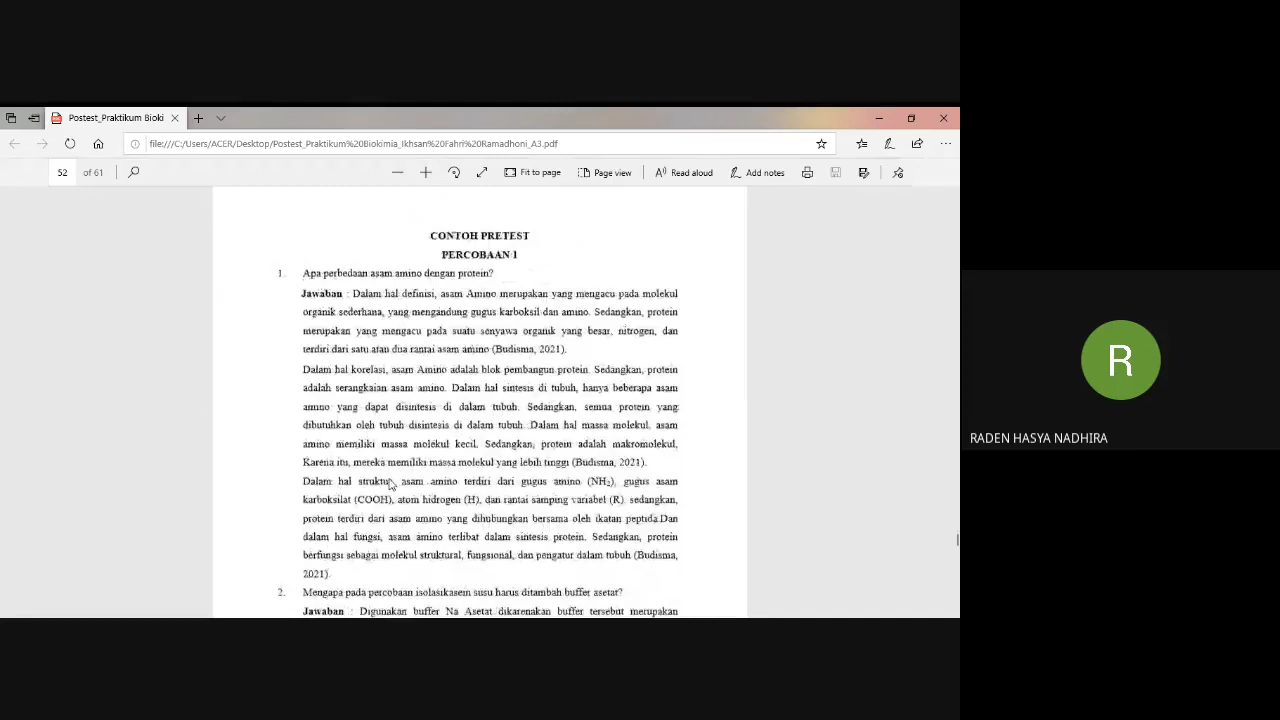 Postest_Praktikum Bioki
file:///C:/Users/ACER/Desktop/Postest_Praktikum%20Biokimia_Ikhsan%20Fahri%20Ramadhoni_A3.pdf
52 of 61 Fit to page Page view Read aloud Add notes
CONTOH PRETEST
PERCOBAAN 1
1. Apa perbedaan asam amino dengan protein?
Jawaban : Dalam hal definisi, asam Amino merupakan yang mengacu pada molekul
organik sederhana, yang mengandung gugus karboksil dan amino. Sedangkan, protein
merupakan yang mengacu pada suatu senyawa organik yang besar, nitrogen, dan
terdiri dari satu atau dua rantai asam amino (Budisma, 2021).
Dalam hal korelasi, asam Amino adalah blok pembangun protein. Sedangkan, protein
adalah serangkaian asam amino. Dalam hal sintesis di tubuh, hanya beberapa asam
amino yang dapat disintesis di dalam tubuh. Sedangkan, semua protein yang
dibutuhkan oleh tubuh disintesis di dalam tubuh. Dalam hal massa molekul, asam
amino memiliki massa molekul kecil. Sedangkan, protein adalah makromolekul,
Karena itu, mereka memiliki massa molekul yang lebih tinggi (Budisma, 2021).
Dalam hal struktur, asam amino terdiri dari gugus amino (NH₂), gugus asam
karboksilat (COOH), atom hidrogen (H), dan rantai samping variabel (R). sedangkan,
protein terdiri dari asam amino yang dihubungkan bersama oleh ikatan peptida.Dan
dalam hal fungsi, asam amino terlibat dalam sintesis protein. Sedangkan, protein
berfungsi sebagai molekul struktural, fungsional, dan pengatur dalam tubuh (Budisma,
2021).
2. Mengapa pada percobaan isolasikasein susu harus ditambah buffer asetat?
Jawaban : Digunakan buffer Na Asetat dikarenakan buffer tersebut merupakan
R
RADEN HASYA NADHIRA